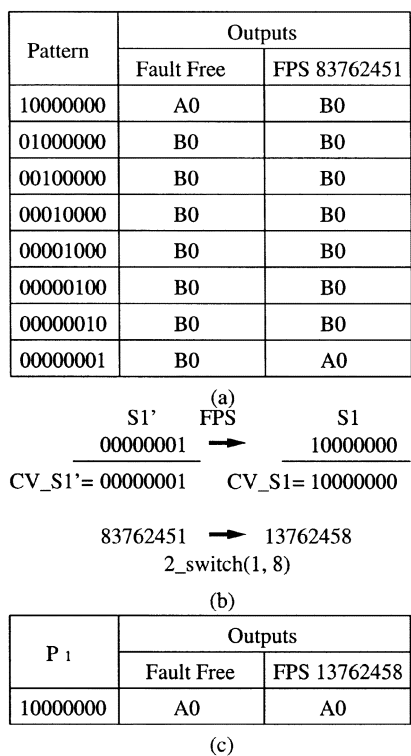 Pattern Outputs
Fault Free FPS 83762451
10000000 A0 B0
01000000 B0 B0
00100000 B0 B0
00010000 B0 B0
00001000 B0 B0
00000100 B0 B0
00000010 B0 B0
00000001 B0 A0
(a)
S1' FPS S1
00000001 → 10000000
CV_S1'= 00000001 CV_S1= 10000000
83762451 → 13762458
2_switch(1, 8)
(b)
P 1 Outputs
Fault Free FPS 13762458
10000000 A0 A0
(c)